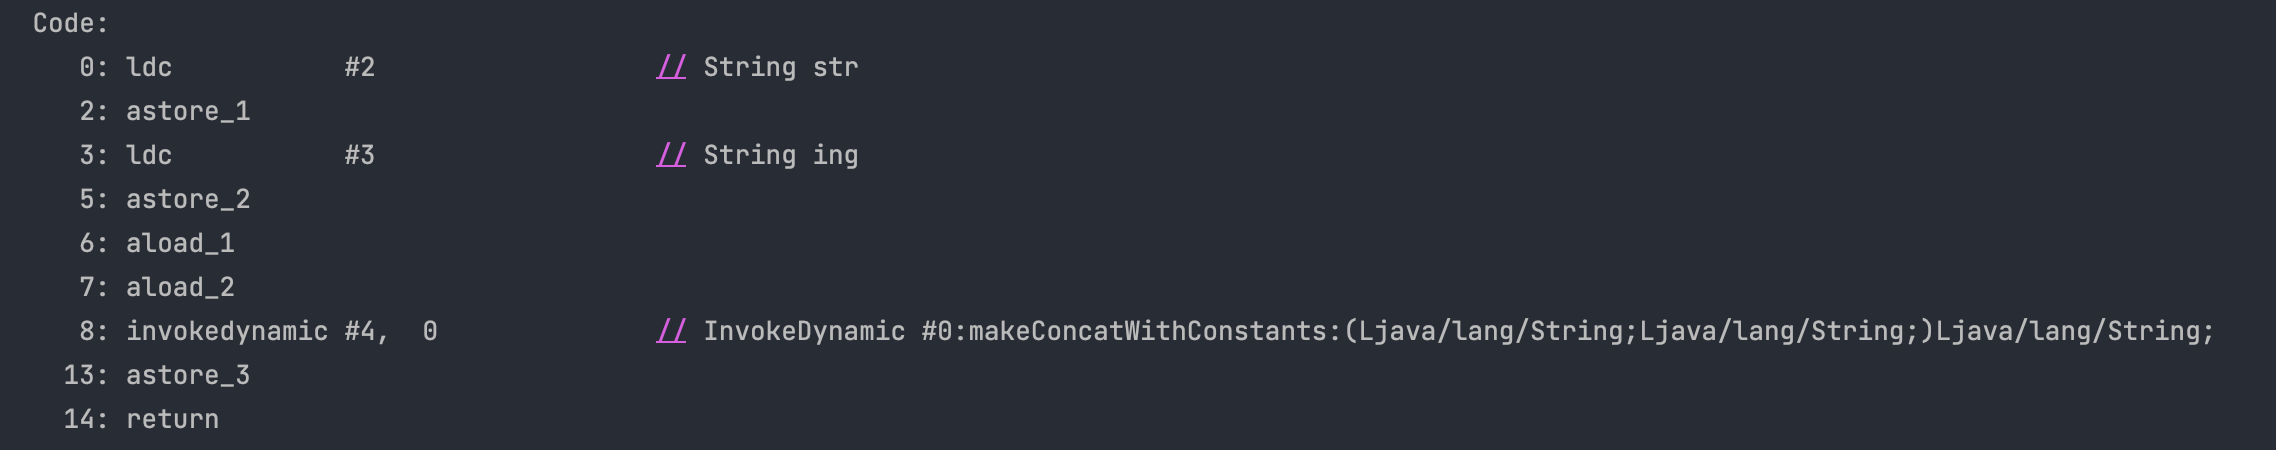 Code:
0: ldc #2 // String str
2: astore_1
3: ldc #3 // String ing
5: astore_2
6: aload_1
7: aload_2
8: invokedynamic #4, 0 // InvokeDynamic #0:makeConcatWithConstants:(Ljava/lang/String;Ljava/lang/String;)Ljava/lang/String;
13: astore_3
14: return